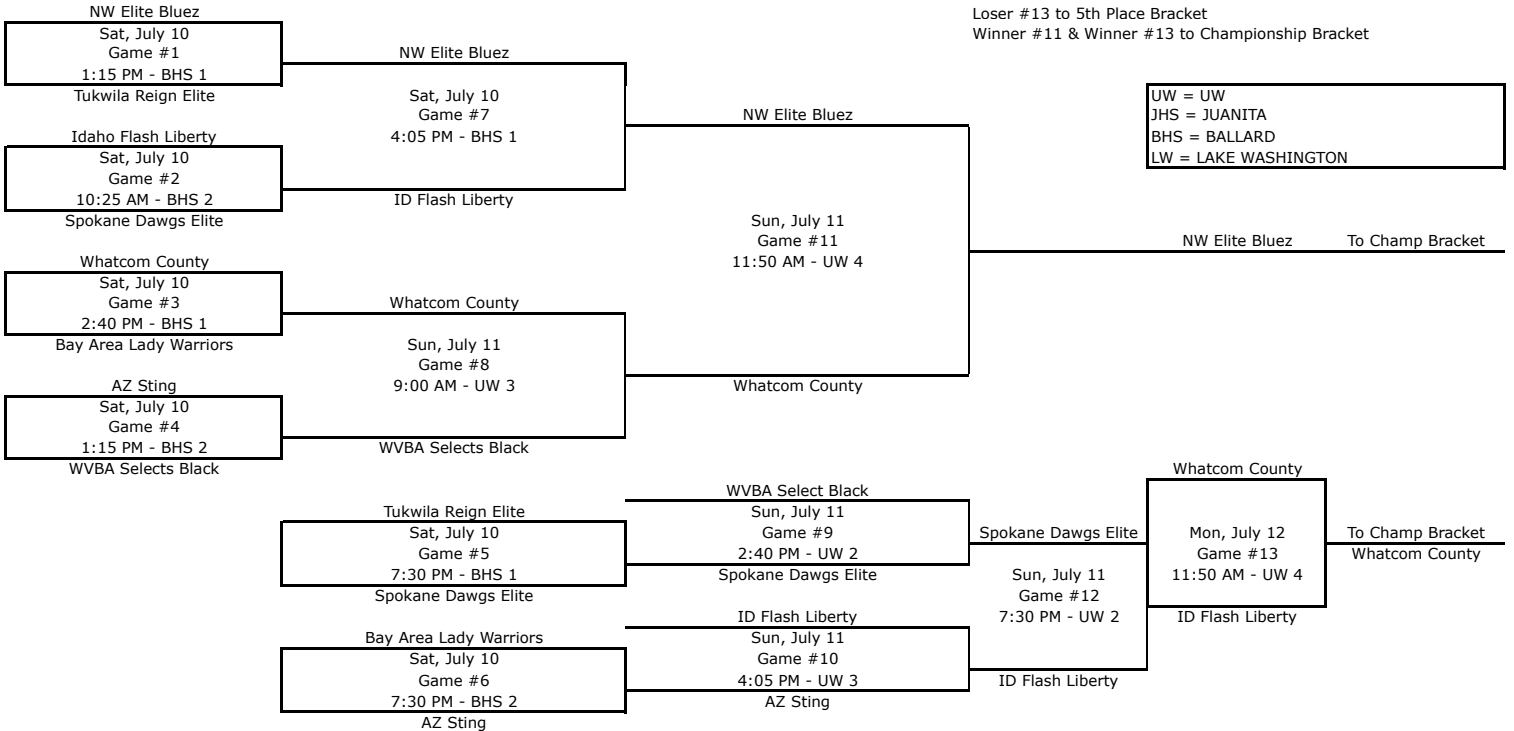 NW Elite Bluez
Sat, July 10
Game #1
1:15 PM - BHS 1
Tukwila Reign Elite
Idaho Flash Liberty
Sat, July 10
Game #2
10:25 AM - BHS 2
Spokane Dawgs Elite
Whatcom County
Sat, July 10
Game #3
2:40 PM - BHS 1
Bay Area Lady Warriors
AZ Sting
Sat, July 10
Game #4
1:15 PM - BHS 2
WVBA Selects Black
NW Elite Bluez
Sat, July 10
Game #7
4:05 PM - BHS 1
ID Flash Liberty
Whatcom County
Sun, July 11
Game #8
9:00 AM - UW 3
WVBA Selects Black
NW Elite Bluez
Sun, July 11
Game #11
11:50 AM - UW 4
Whatcom County
Loser #13 to 5th Place Bracket
Winner #11 & Winner #13 to Championship Bracket
UW = UW
JHS = JUANITA
BHS = BALLARD
LW = LAKE WASHINGTON
NW Elite Bluez To Champ Bracket
Tukwila Reign Elite
Sat, July 10
Game #5
7:30 PM - BHS 1
Spokane Dawgs Elite
Bay Area Lady Warriors
Sat, July 10
Game #6
7:30 PM - BHS 2
AZ Sting
WVBA Select Black
Sun, July 11
Game #9
2:40 PM - UW 2
Spokane Dawgs Elite
ID Flash Liberty
Sun, July 11
Game #10
4:05 PM - UW 3
AZ Sting
Spokane Dawgs Elite
Sun, July 11
Game #12
7:30 PM - UW 2
ID Flash Liberty
Whatcom County
Mon, July 12
Game #13
11:50 AM - UW 4
ID Flash Liberty
To Champ Bracket
Whatcom County